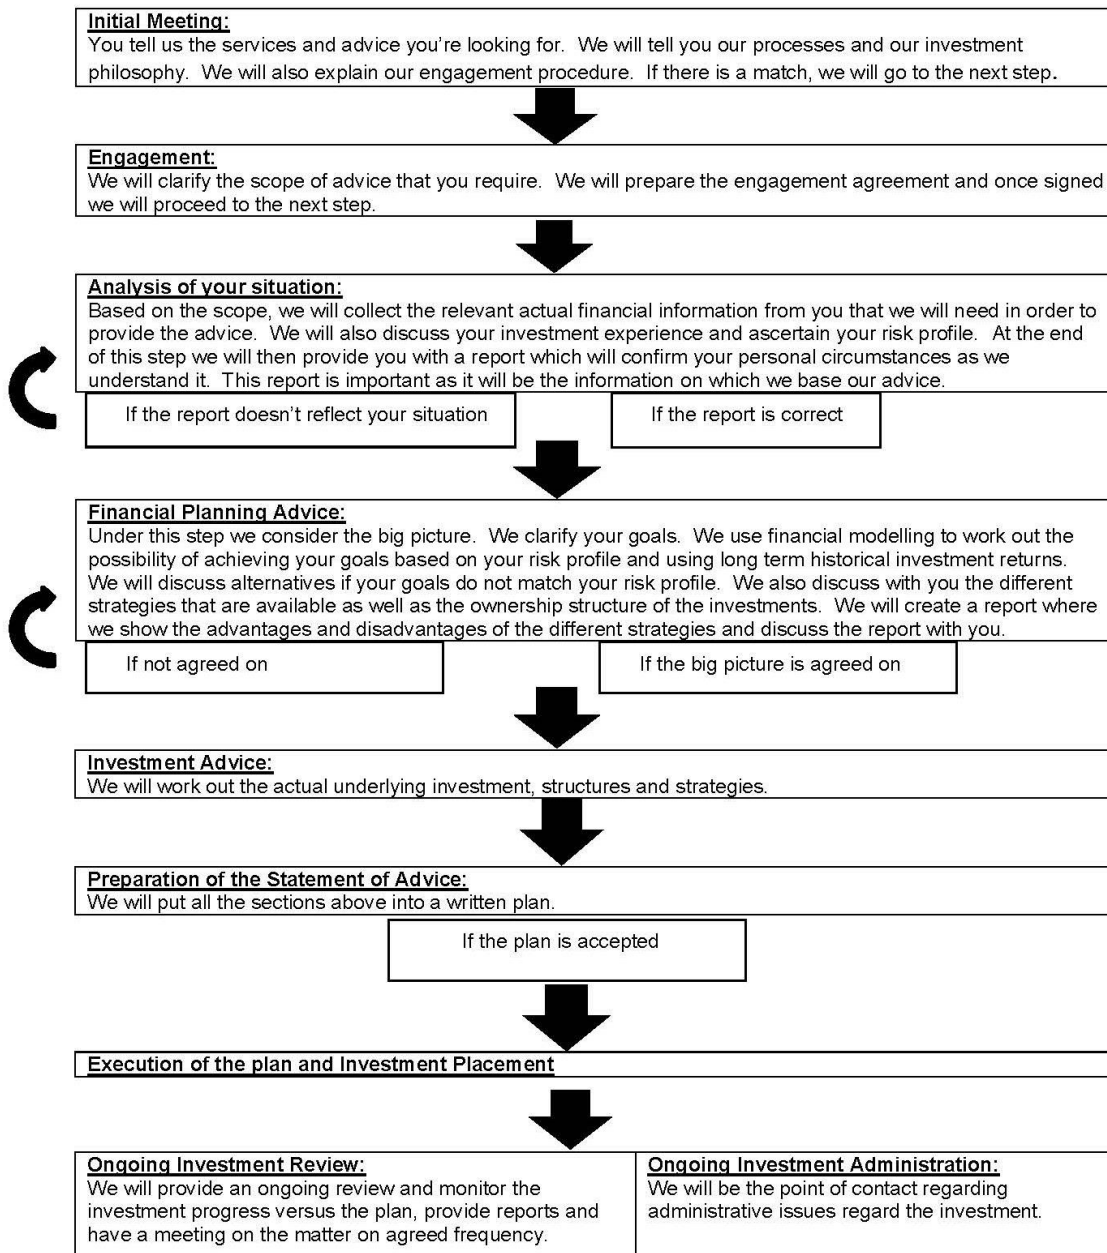 Initial Meeting:
You tell us the services and advice you're looking for. We will tell you our processes and our investment
philosophy. We will also explain our engagement procedure. If there is a match, we will go to the next step.
Engagement:
We will clarify the scope of advice that you require. We will prepare the engagement agreement and once signed
we will proceed to the next step.
Analysis of your situation:
Based on the scope, we will collect the relevant actual financial information from you that we will need in order to
provide the advice. We will also discuss your investment experience and ascertain your risk profile. At the end
of this step we will then provide you with a report which will confirm your personal circumstances as we
understand it. This report is important as it will be the information on which we base our advice.
If the report doesn't reflect your situation
If the report is correct
Financial Planning Advice:
Under this step we consider the big picture. We clarify your goals. We use financial modelling to work out the
possibility of achieving your goals based on your risk profile and using long term historical investment returns.
We will discuss alternatives if your goals do not match your risk profile. We also discuss with you the different
strategies that are available as well as the ownership structure of the investments. We will create a report where
we show the advantages and disadvantages of the different strategies and discuss the report with you.
If not agreed on
If the big picture is agreed on
Investment Advice:
We will work out the actual underlying investment, structures and strategies.
Preparation of the Statement of Advice:
We will put all the sections above into a written plan.
If the plan is accepted
Execution of the plan and Investment Placement
Ongoing Investment Review:
We will provide an ongoing review and monitor the
investment progress versus the plan, provide reports and
have a meeting on the matter on agreed frequency.
Ongoing Investment Administration:
We will be the point of contact regarding
administrative issues regard the investment.